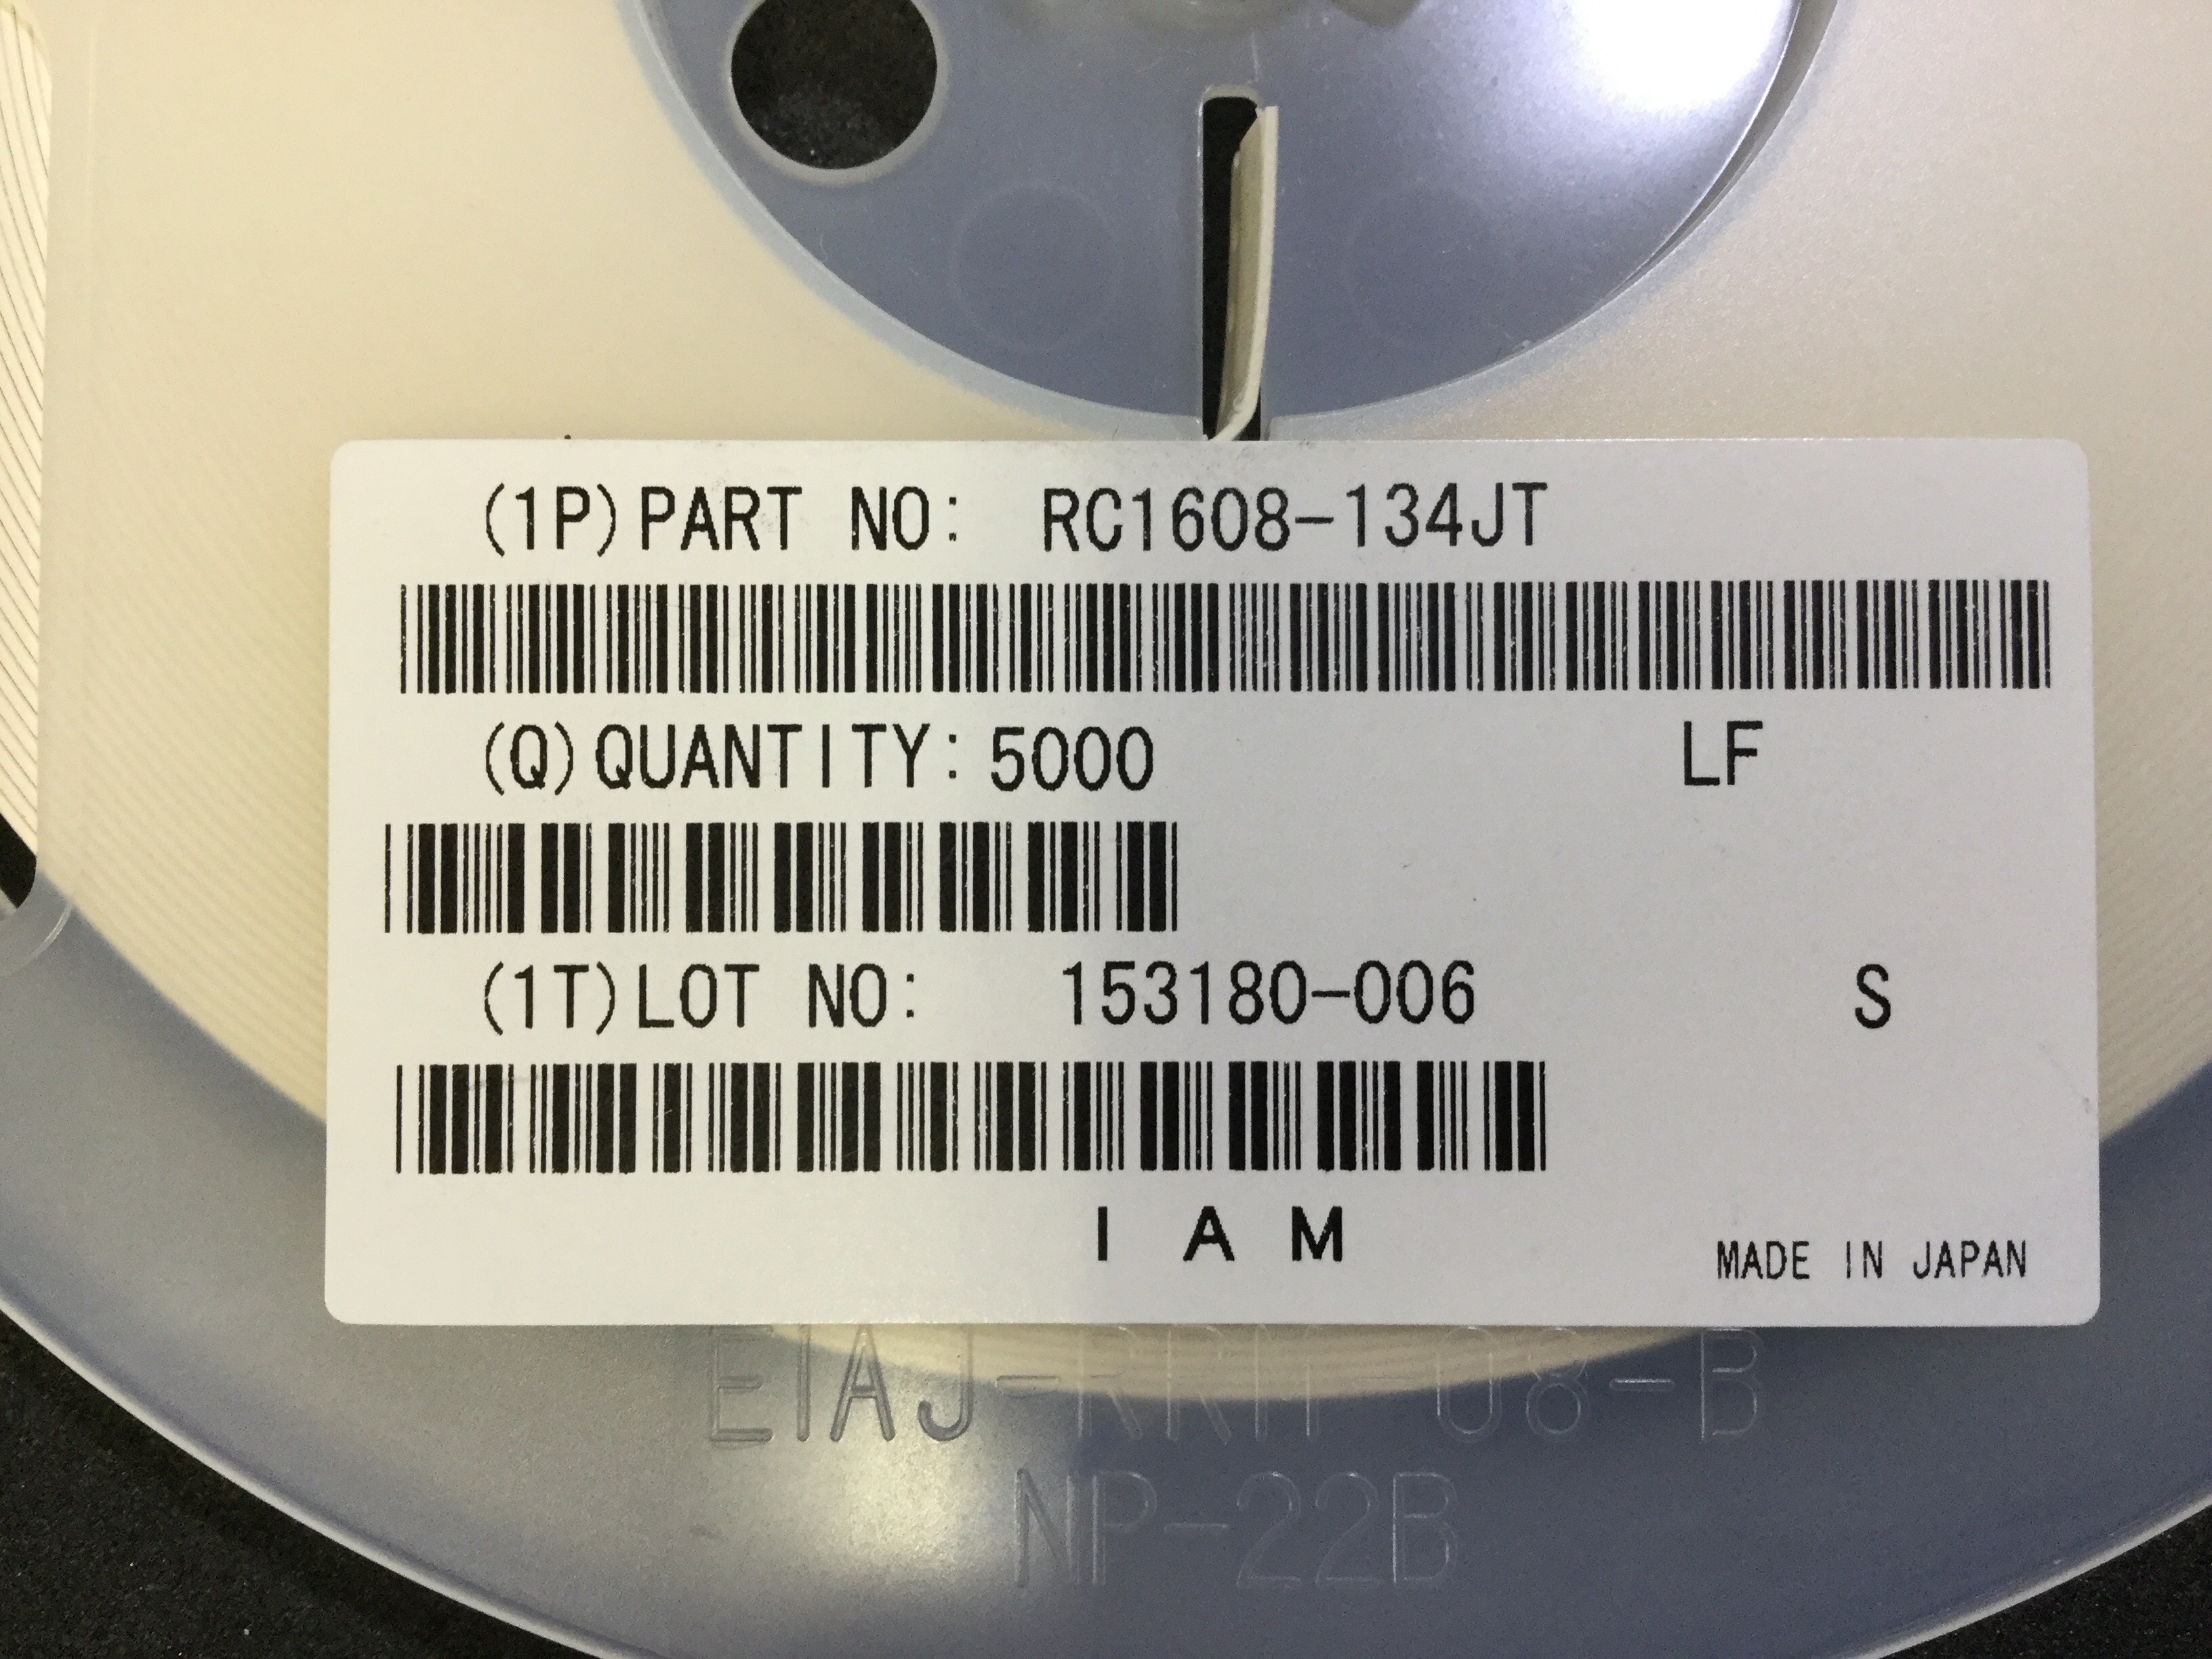 (1P)PART NO: RC1608-134JT
(Q)QUANTITY: 5000 LF
(1T)LOT NO: 153180-006 S
I A M
MADE IN JAPAN
EIAJ-RRM-08-B
NP-22B